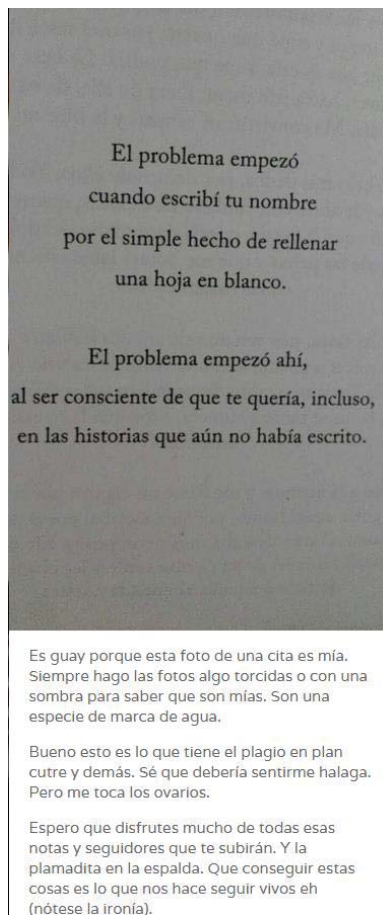 El problema empezó
cuando escribí tu nombre
por el simple hecho de rellenar
una hoja en blanco.
El problema empezó ahí,
al ser consciente de que te quería, incluso,
en las historias que aún no había escrito.
Es guay porque esta foto de una cita es mía.
Siempre hago las fotos algo torcidas o con una
sombra para saber que son mías. Son una
especie de marca de agua.
Bueno esto es lo que tiene el plagio en plan
cutre y demás. Sé que debería sentirme halaga.
Pero me toca los ovarios.
Espero que disfrutes mucho de todas esas
notas y seguidores que te subirán. Y la
plamadita en la espalda. Que conseguir estas
cosas es lo que nos hace seguir vivos eh
(nótese la ironía).